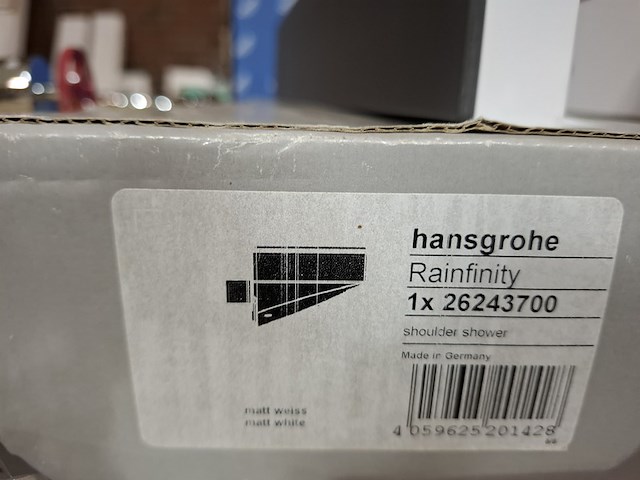 hansgrohe
Rainfinity
1x 26243700
shoulder shower
Made in Germany
matt weiss
matt white
4 059625 201428